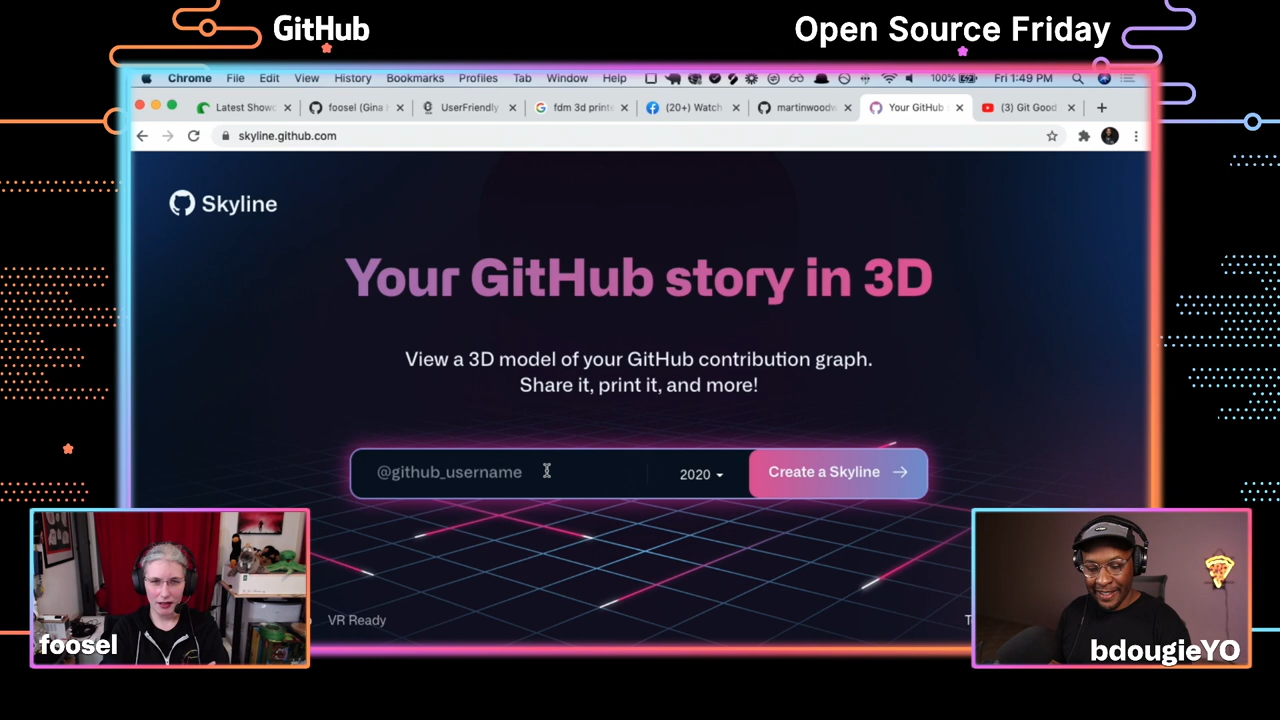 GitHub
Open Source Friday
Chrome File Edit View History Bookmarks Profiles Tab Window Help 100% Fri 1:49 PM
Latest Showc foosel (Gina UserFriendly fdm 3d printe (20+) Watch martinwoodw Your GitHub (3) Git Good
skyline.github.com
Skyline
Your GitHub story in 3D
View a 3D model of your GitHub contribution graph.
Share it, print it, and more!
@github_username 2020 Create a Skyline
VR Ready
foosel
bdougieYO